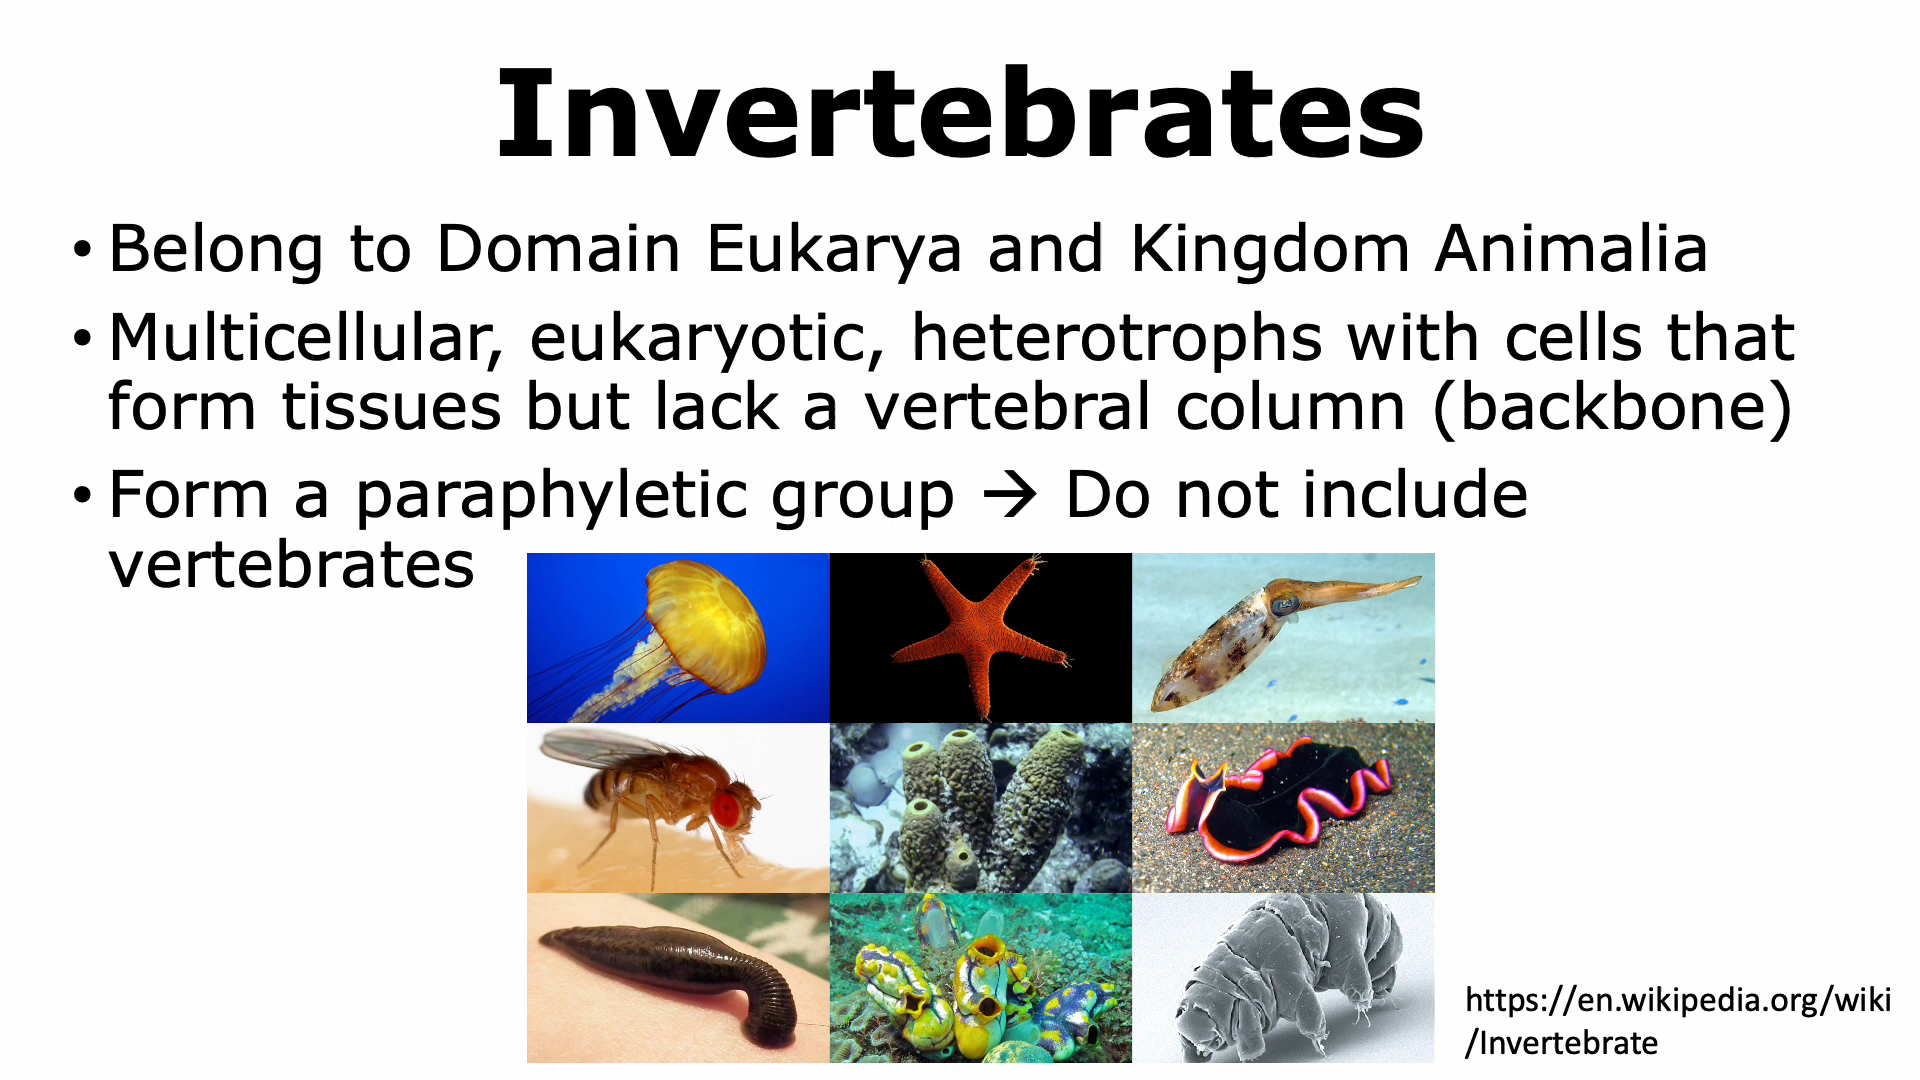 Invertebrates
• Belong to Domain Eukarya and Kingdom Animalia
• Multicellular, eukaryotic, heterotrophs with cells that
form tissues but lack a vertebral column (backbone)
• Form a paraphyletic group → Do not include
vertebrates
https://en.wikipedia.org/wiki
/Invertebrate